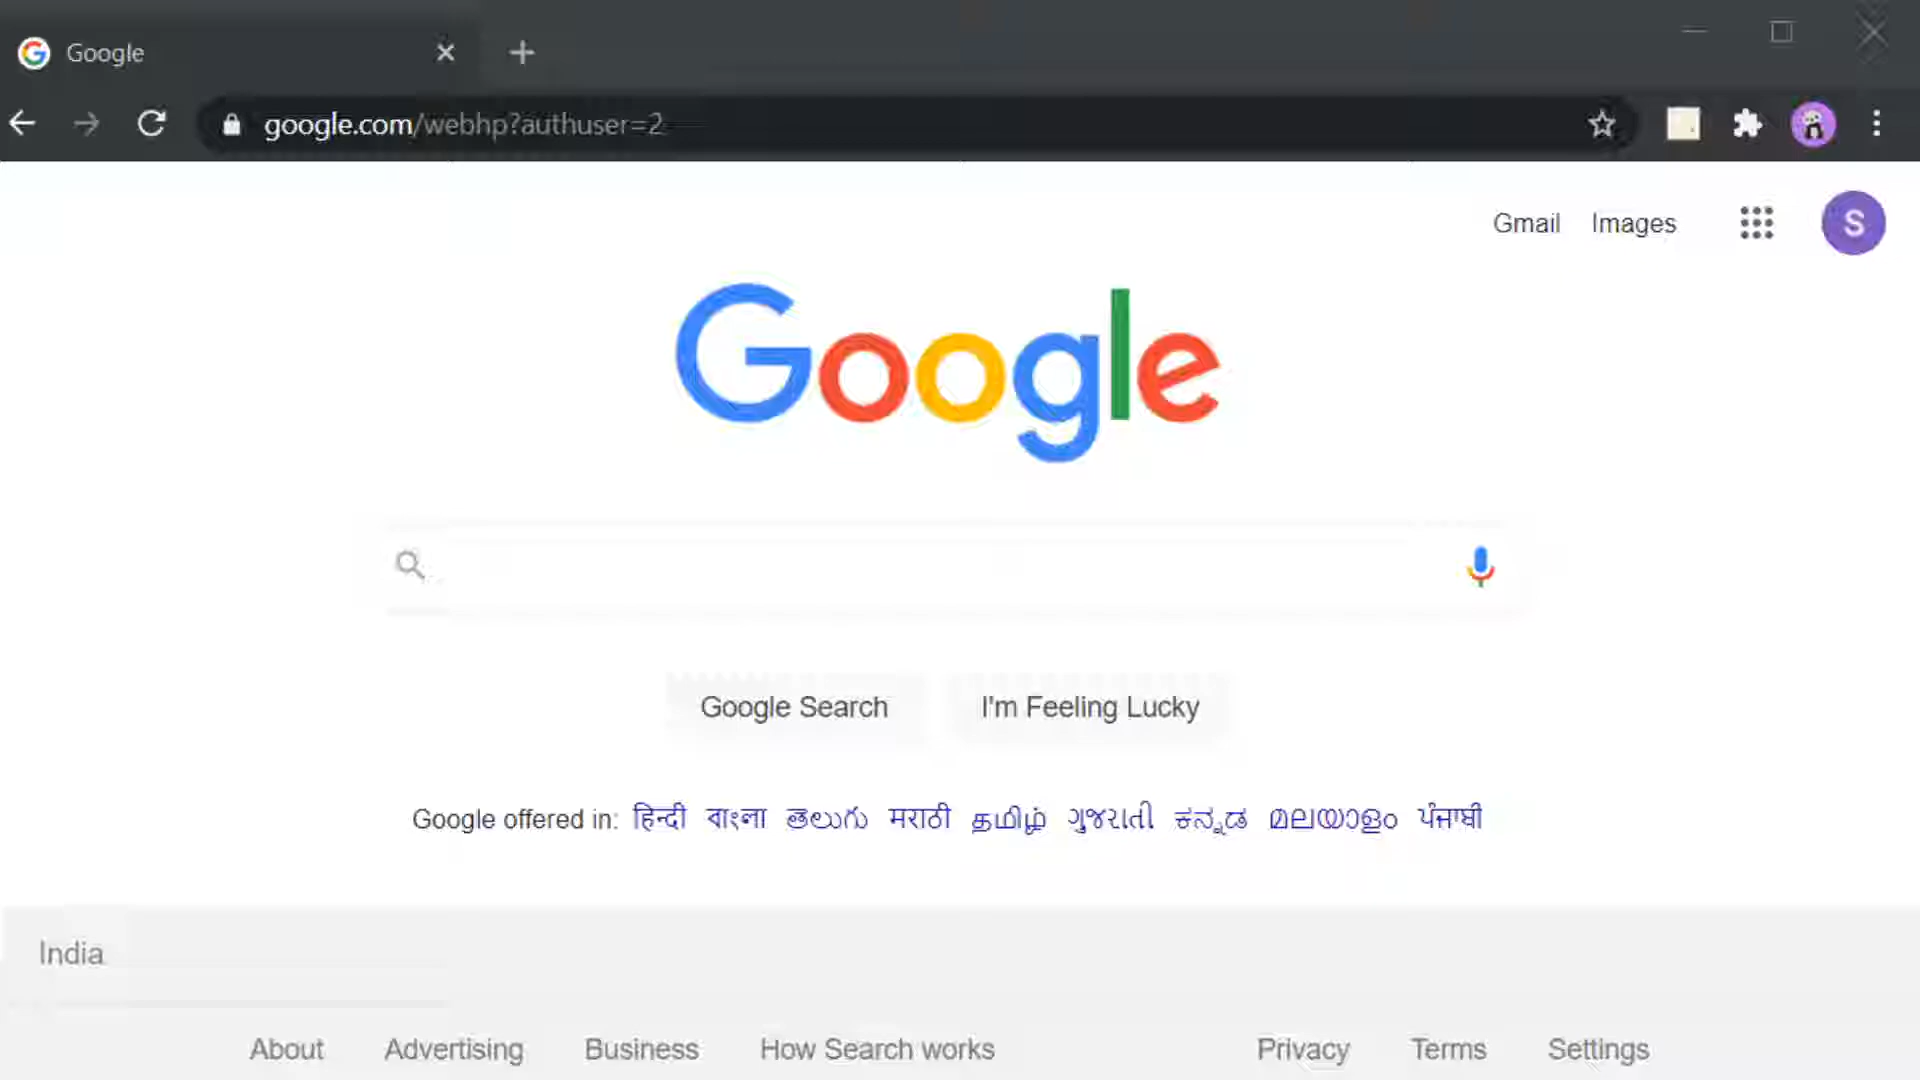 Google
google.com/webhp?authuser=2
Gmail Images
S
Google
Google Search I'm Feeling Lucky
Google offered in: हिन्दी বাংলা తెలుగు मराठी தமிழ் ગુજરાતી ಕನ್ನಡ മലയാളം ਪੰਜਾਬੀ
India
About Advertising Business How Search works Privacy Terms Settings